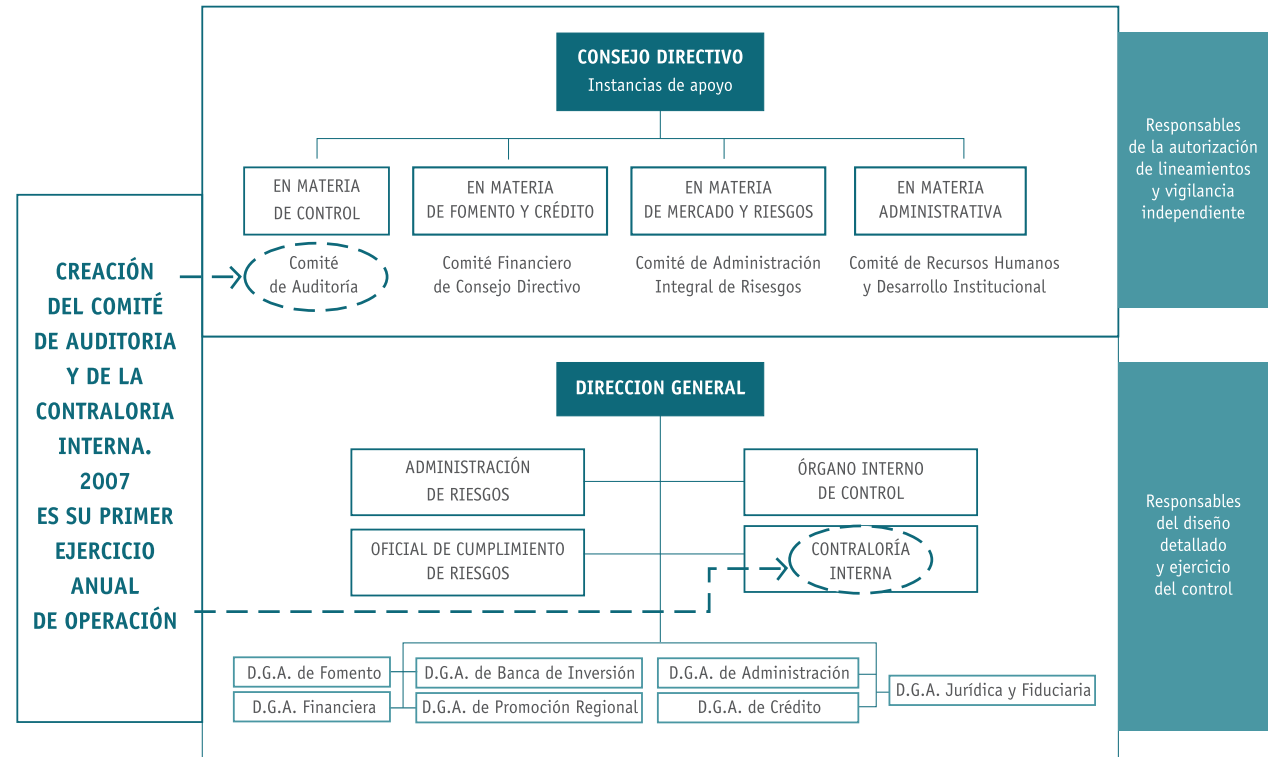 CONSEJO DIRECTIVO
Instancias de apoyo
EN MATERIA
DE CONTROL
EN MATERIA
DE FOMENTO Y CRÉDITO
EN MATERIA
DE MERCADO Y RIESGOS
EN MATERIA
ADMINISTRATIVA
Comité
de Auditoría
Comité Financiero
de Consejo Directivo
Comité de Administración
Integral de Risesgos
Comité de Recursos Humanos
y Desarrollo Institucional
Responsables
de la autorización
de lineamientos
y vigilancia
independiente
CREACIÓN
DEL COMITÉ
DE AUDITORIA
Y DE LA
CONTRALORIA
INTERNA.
2007
ES SU PRIMER
EJERCICIO
ANUAL
DE OPERACIÓN
DIRECCION GENERAL
ADMINISTRACIÓN
DE RIESGOS
ÓRGANO INTERNO
DE CONTROL
OFICIAL DE CUMPLIMIENTO
DE RIESGOS
CONTRALORÍA
INTERNA
Responsables
del diseño
detallado
y ejercicio
del control
D.G.A. de Fomento
D.G.A. de Banca de Inversión
D.G.A. de Administración
D.G.A. Jurídica y Fiduciaria
D.G.A. Financiera
D.G.A. de Promoción Regional
D.G.A. de Crédito